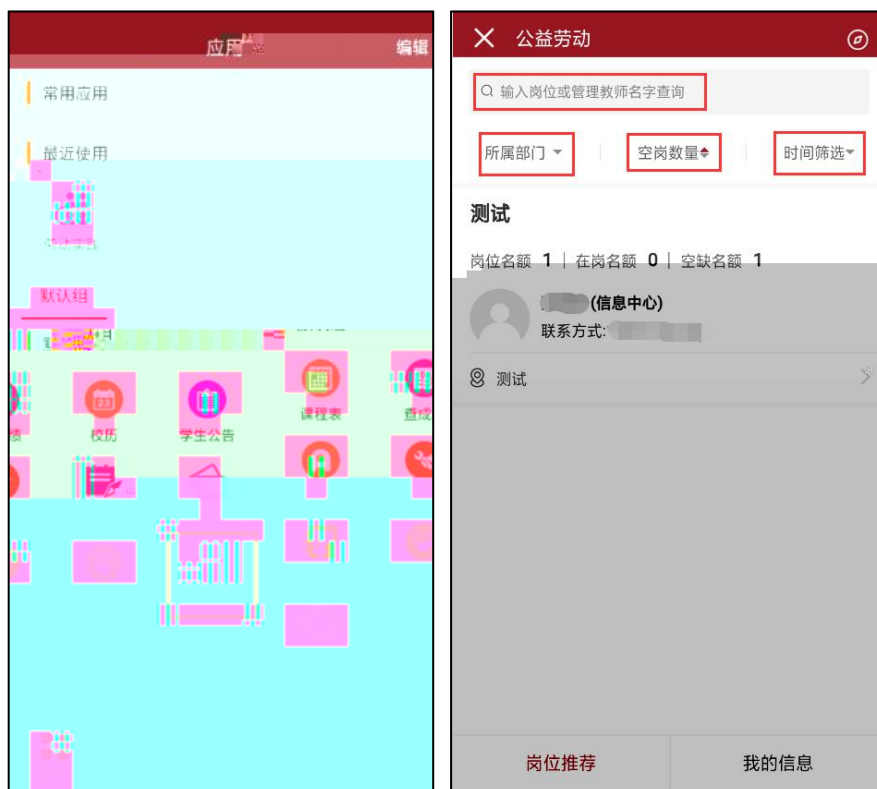 应用
编辑
常用应用
最近使用
默认组
课程表
查成
绩
校历
学生公告
公益劳动
输入岗位或管理教师名字查询
所属部门
空岗数量
时间筛选
测试
岗位名额 1 | 在岗名额 0 | 空缺名额 1
(信息中心)
联系方式:
测试
岗位推荐
我的信息